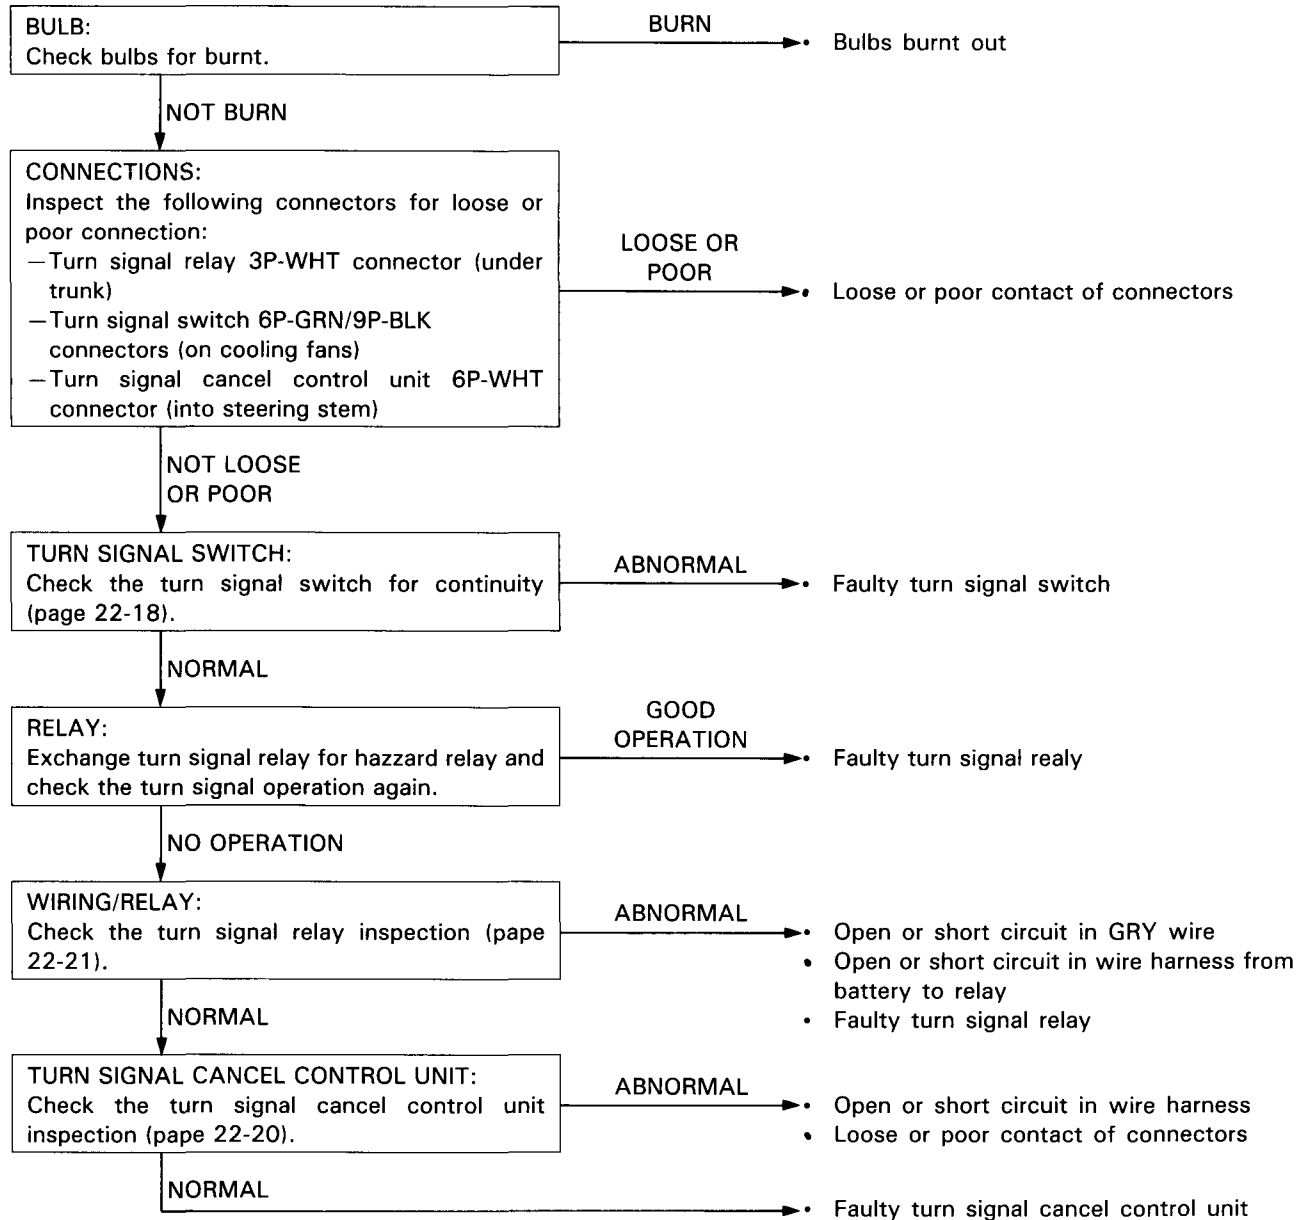 BULB:
Check bulbs for burnt.
BURN
• Bulbs burnt out
NOT BURN
CONNECTIONS:
Inspect the following connectors for loose or
poor connection:
—Turn signal relay 3P-WHT connector (under
trunk)
—Turn signal switch 6P-GRN/9P-BLK
connectors (on cooling fans)
—Turn signal cancel control unit 6P-WHT
connector (into steering stem)
LOOSE OR
POOR
• Loose or poor contact of connectors
NOT LOOSE
OR POOR
TURN SIGNAL SWITCH:
Check the turn signal switch for continuity
(page 22-18).
ABNORMAL
• Faulty turn signal switch
NORMAL
RELAY:
Exchange turn signal relay for hazzard relay and
check the turn signal operation again.
GOOD
OPERATION
• Faulty turn signal realy
NO OPERATION
WIRING/RELAY:
Check the turn signal relay inspection (pape
22-21).
ABNORMAL
• Open or short circuit in GRY wire
• Open or short circuit in wire harness from
battery to relay
• Faulty turn signal relay
NORMAL
TURN SIGNAL CANCEL CONTROL UNIT:
Check the turn signal cancel control unit
inspection (pape 22-20).
ABNORMAL
• Open or short circuit in wire harness
• Loose or poor contact of connectors
NORMAL
• Faulty turn signal cancel control unit